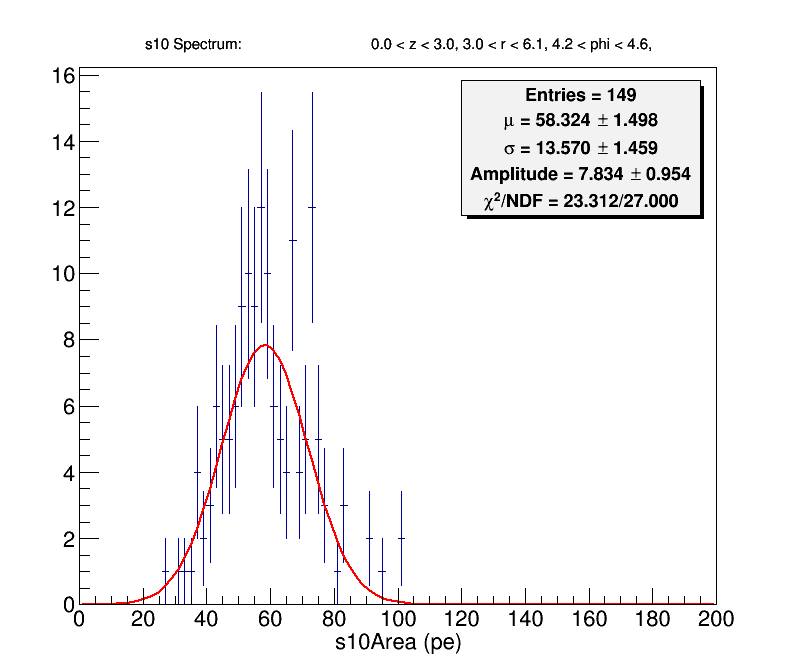 s10 Spectrum: 0.0 < z < 3.0, 3.0 < r < 6.1, 4.2 < phi < 4.6,
Entries = 149
μ = 58.324 ± 1.498
σ = 13.570 ± 1.459
Amplitude = 7.834 ± 0.954
χ²/NDF = 23.312/27.000
16
14
12
10
8
6
4
2
0
0 20 40 60 80 100 120 140 160 180 200
s10Area (pe)